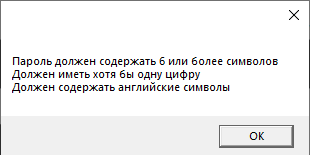 Пароль должен содержать 6 или более символов
Должен иметь хотя бы одну цифру
Должен содержать английские символы
OK